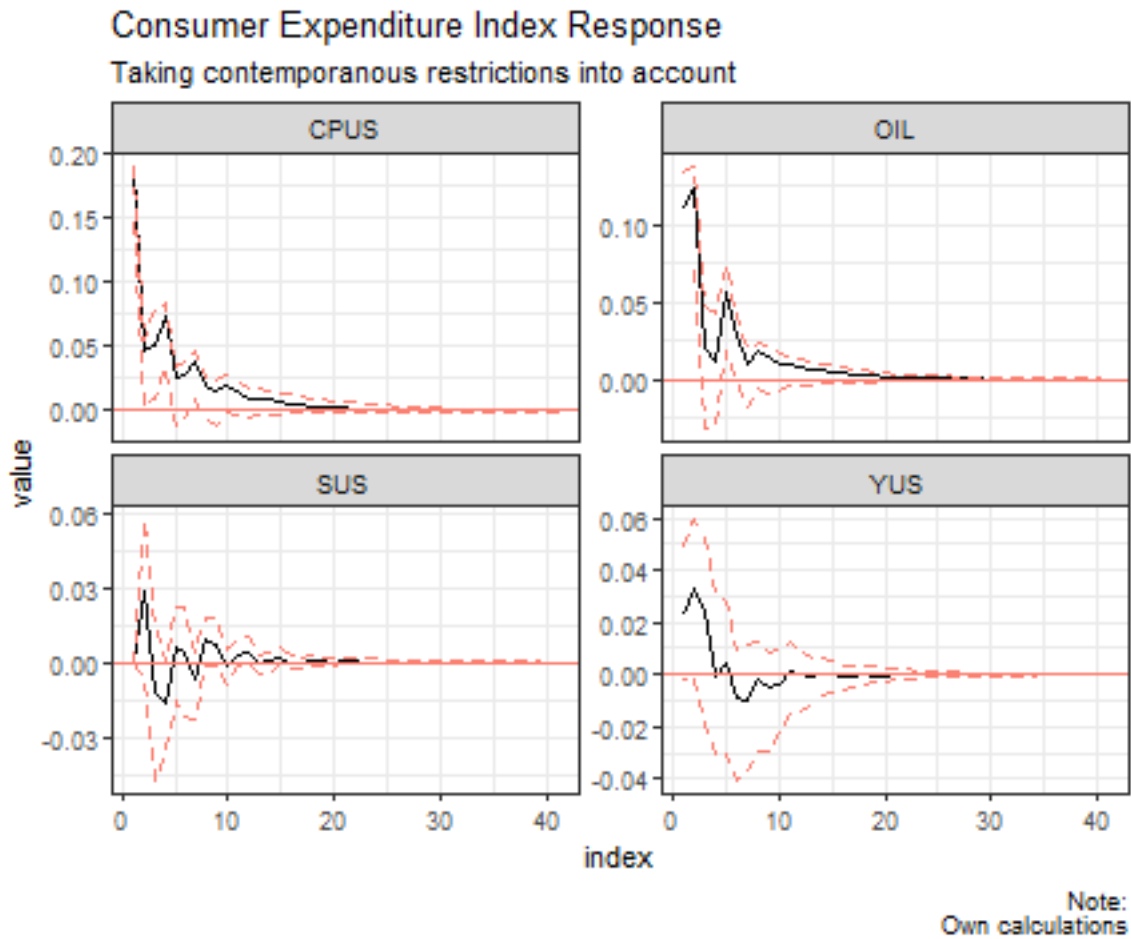 Consumer Expenditure Index Response
Taking contemporanous restrictions into account
CPUS
OIL
0.20
0.15
0.10
0.05
0.00
0.10
0.05
0.00
value
SUS
YUS
0.06
0.03
0.00
-0.03
0.06
0.04
0.02
0.00
-0.02
-0.04
0 10 20 30 40
0 10 20 30 40
index
Note:
Own calculations